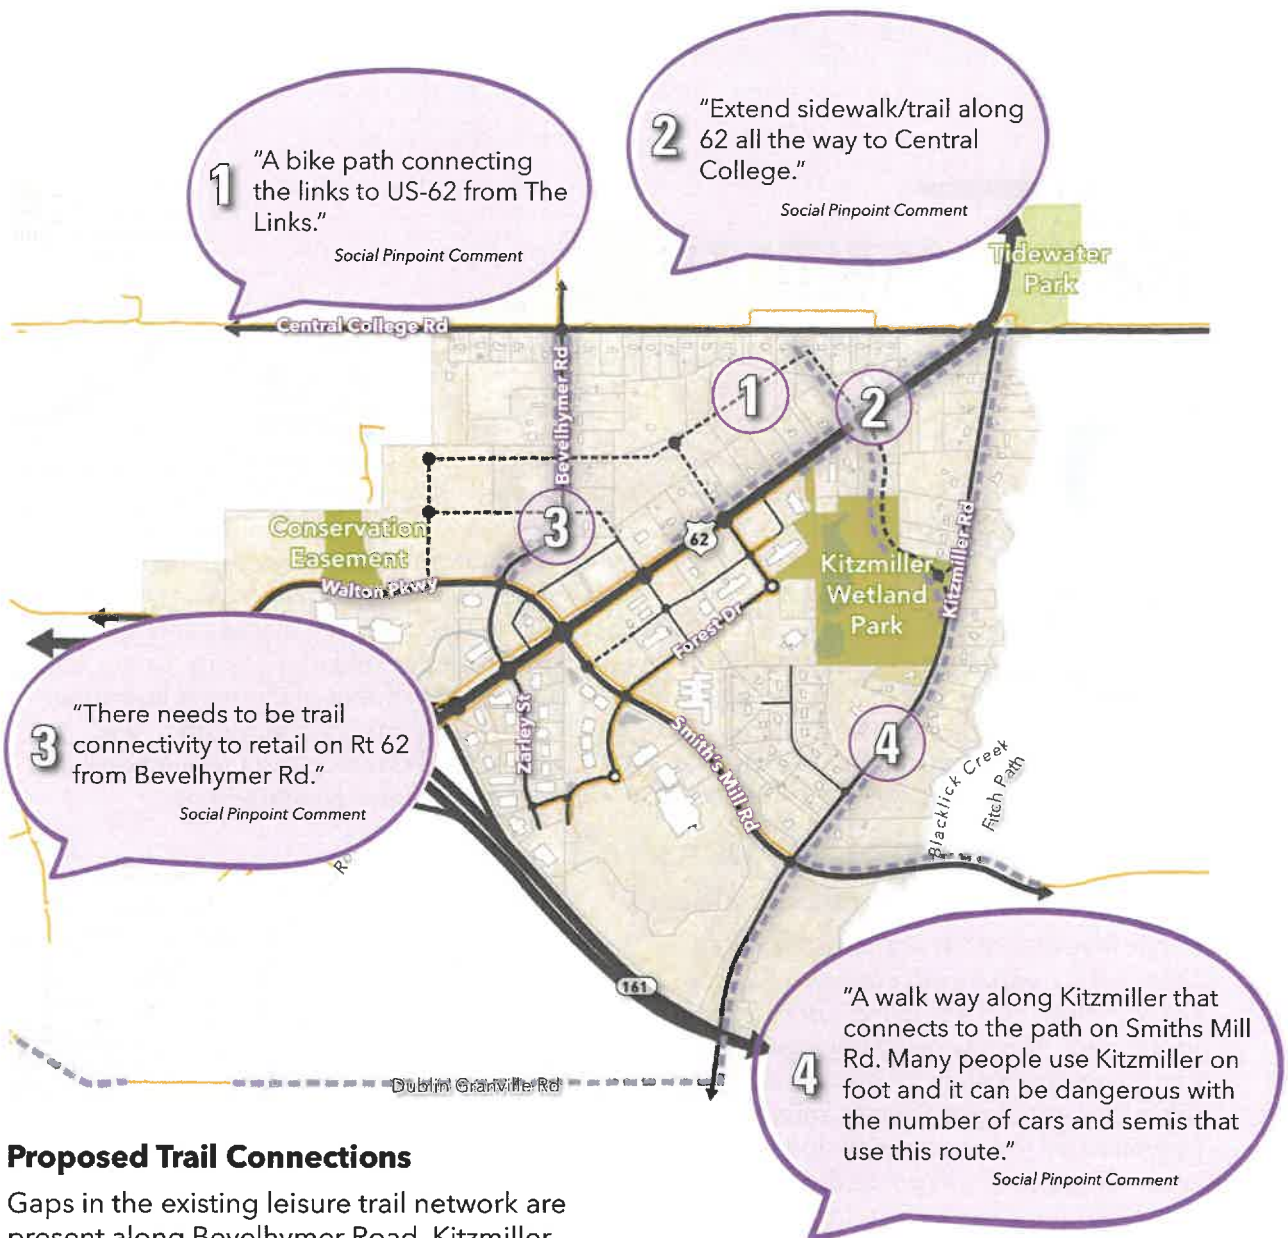 1
"A bike path connecting
the links to US-62 from The
Links."
Social Pinpoint Comment
2
"Extend sidewalk/trail along
62 all the way to Central
College."
Social Pinpoint Comment
Tidewater
Park
Central College Rd
Bevelhymer Rd
1
2
3
62
Conservation
Easement
Walton Pkwy
Kitzmiller
Wetland
Park
Kitzmiller Rd
Forest Dr
Zarley St
Smith's Mill Rd
4
Blacklick Creek
Fitch Path
3
"There needs to be trail
connectivity to retail on Rt 62
from Bevelhymer Rd."
Social Pinpoint Comment
161
Dublin Granville Rd
4
"A walk way along Kitzmiller that
connects to the path on Smiths Mill
Rd. Many people use Kitzmiller on
foot and it can be dangerous with
the number of cars and semis that
use this route."
Social Pinpoint Comment
Proposed Trail Connections
Gaps in the existing leisure trail network are
present along Bevelhymer Road, Kitzmiller